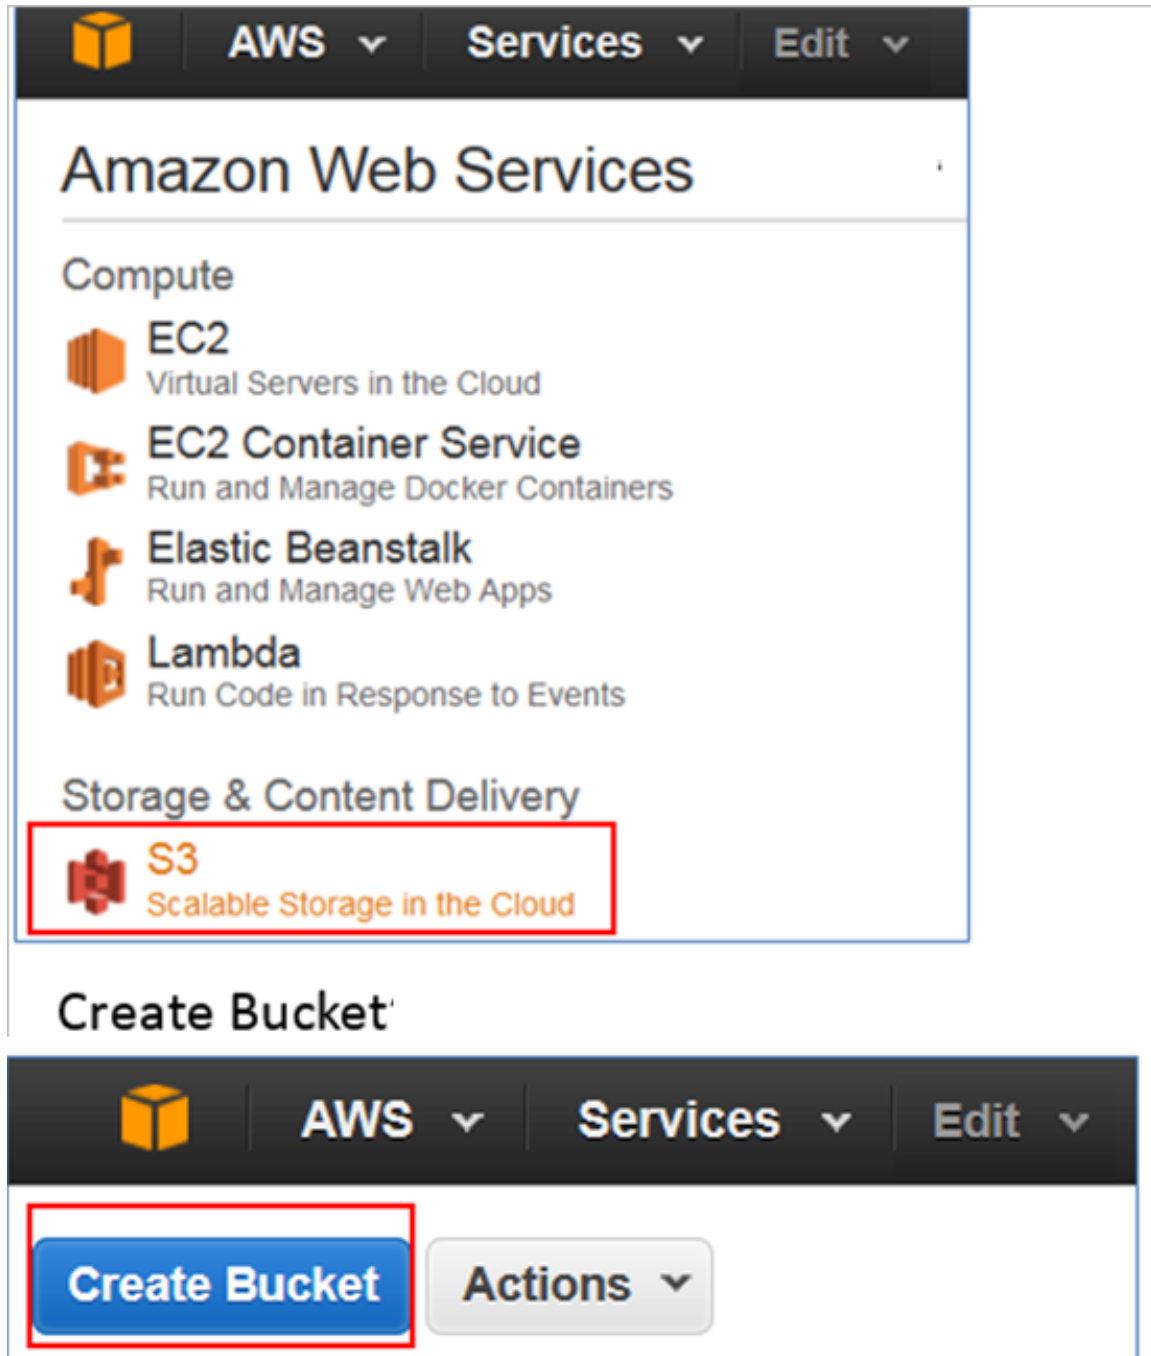 AWS Services Edit
Amazon Web Services
Compute
EC2
Virtual Servers in the Cloud
EC2 Container Service
Run and Manage Docker Containers
Elastic Beanstalk
Run and Manage Web Apps
Lambda
Run Code in Response to Events
Storage & Content Delivery
S3
Scalable Storage in the Cloud
Create Bucket
AWS Services Edit
Create Bucket Actions